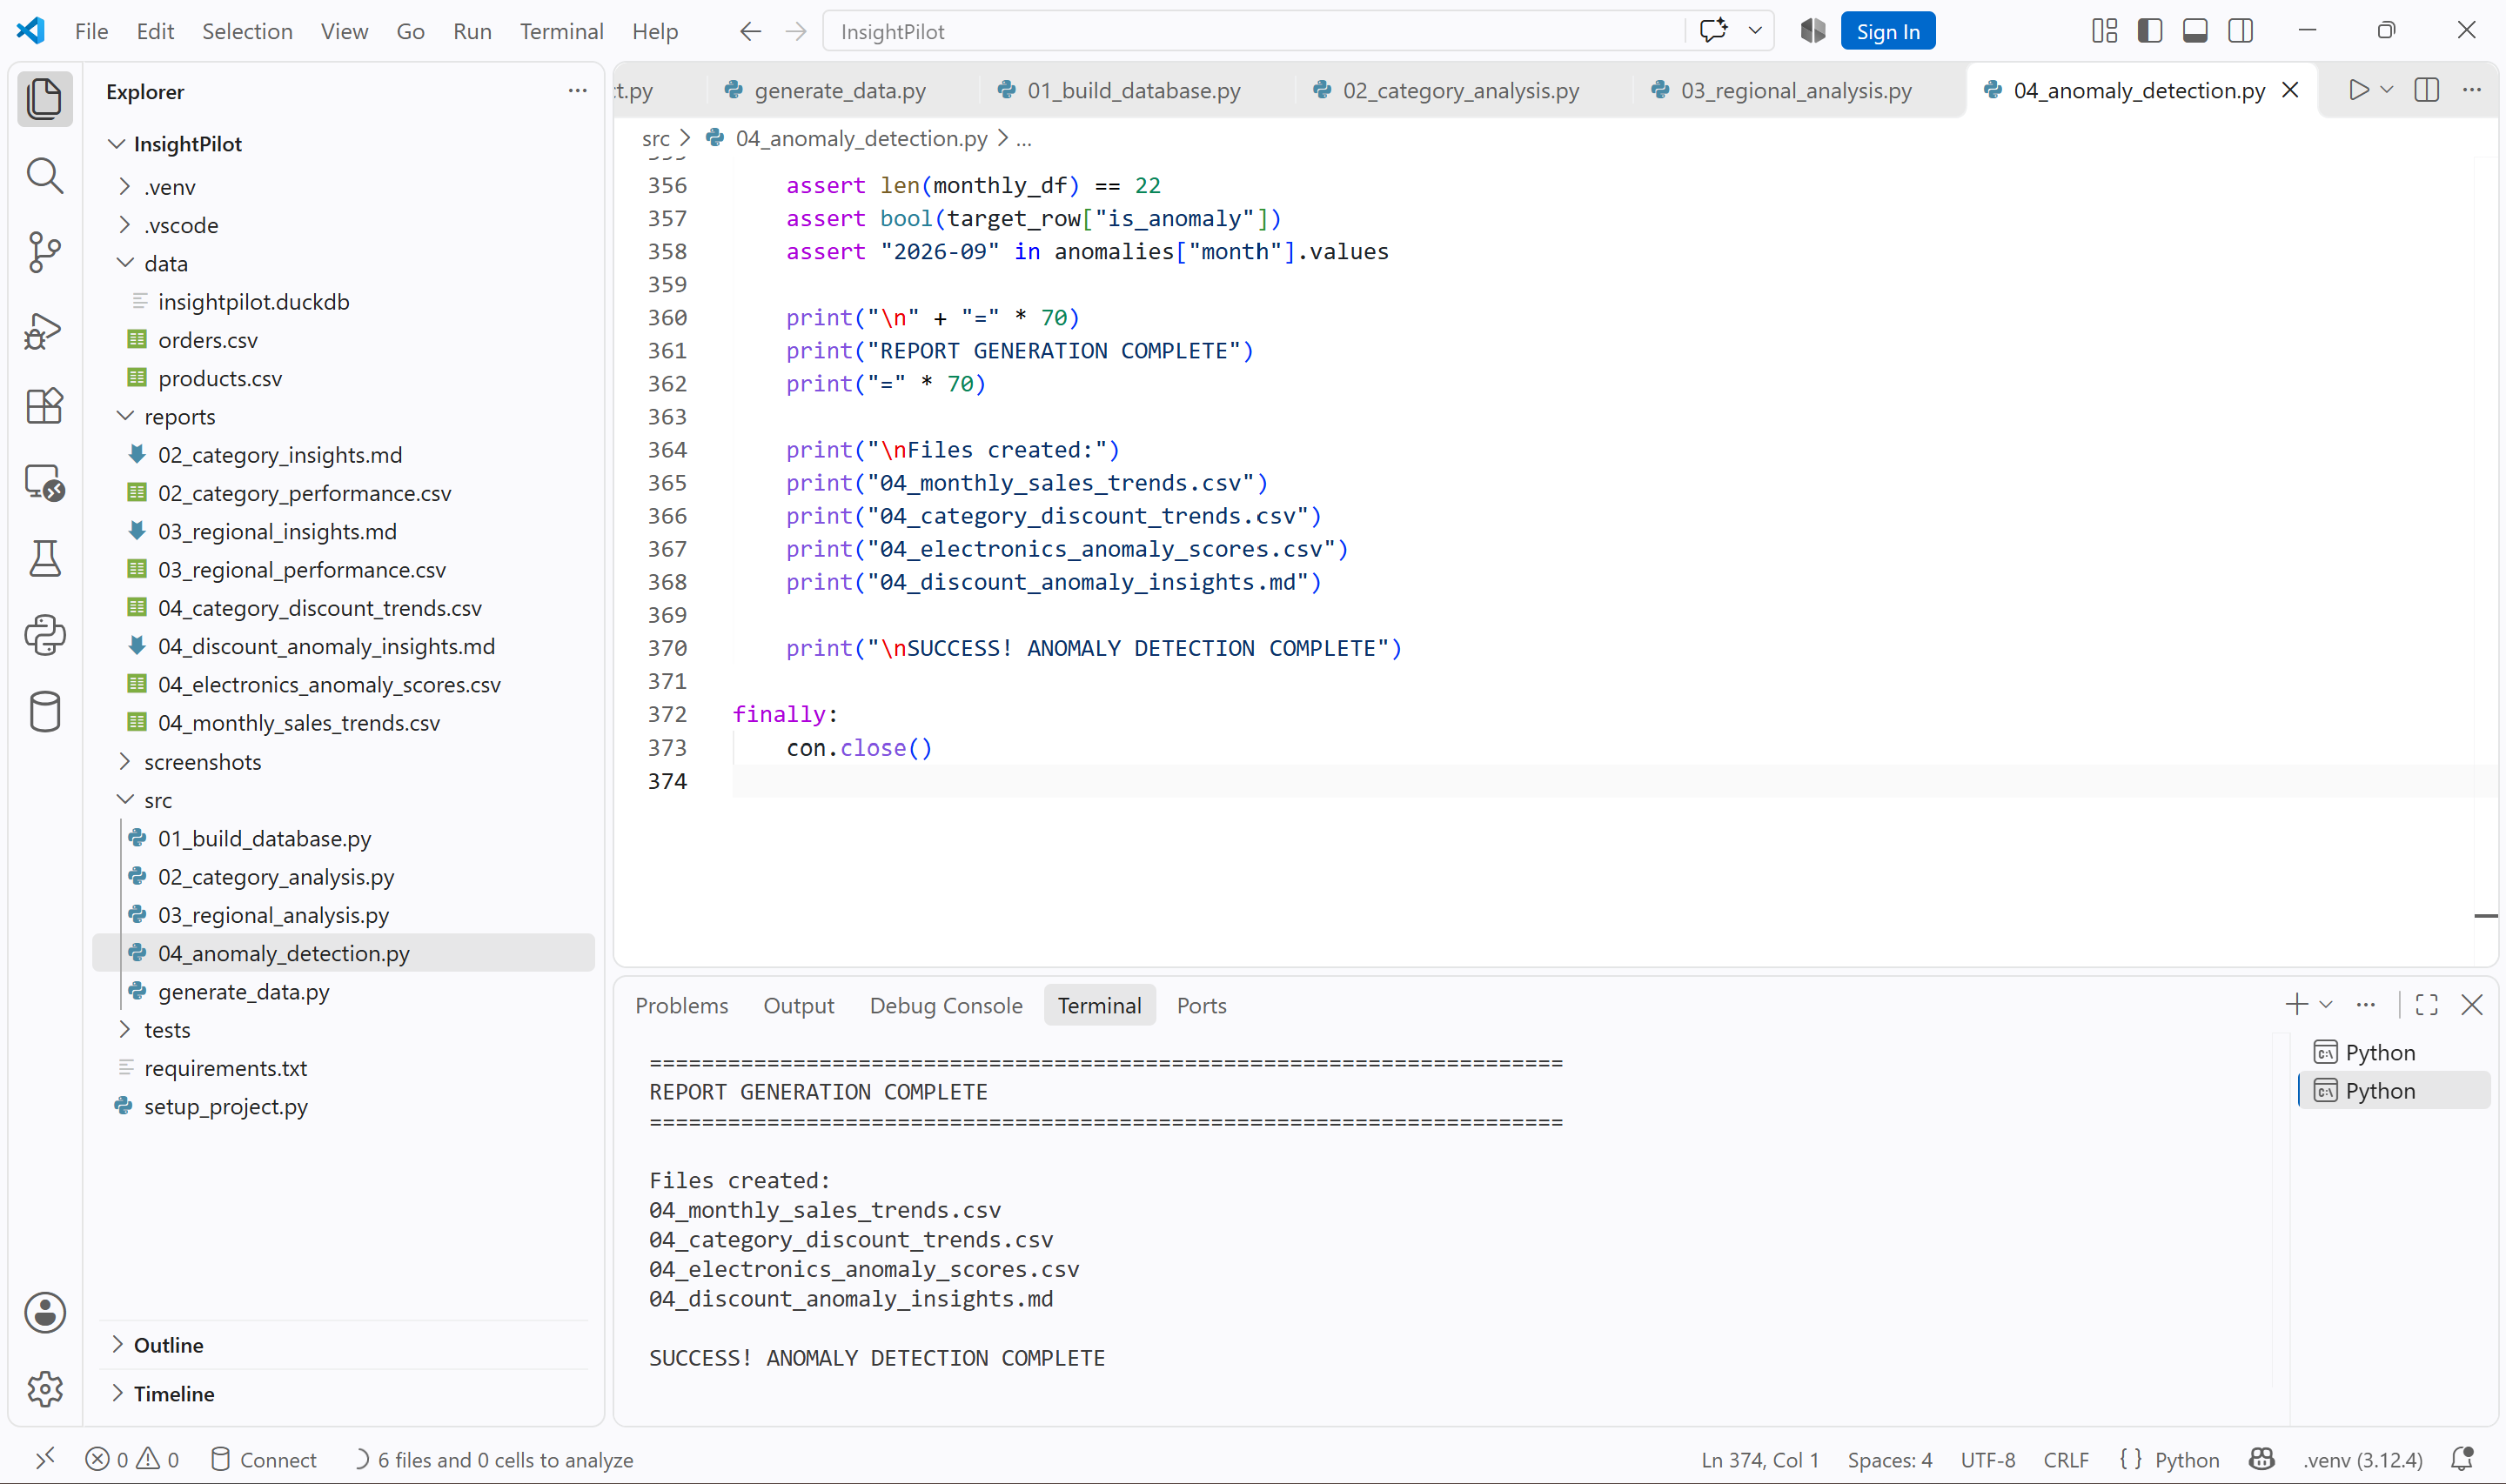 File Edit Selection View Go Run Terminal Help
InsightPilot
Sign In
Explorer
InsightPilot
.venv
.vscode
data
insightpilot.duckdb
orders.csv
products.csv
reports
02_category_insights.md
02_category_performance.csv
03_regional_insights.md
03_regional_performance.csv
04_category_discount_trends.csv
04_discount_anomaly_insights.md
04_electronics_anomaly_scores.csv
04_monthly_sales_trends.csv
screenshots
src
01_build_database.py
02_category_analysis.py
03_regional_analysis.py
04_anomaly_detection.py
generate_data.py
tests
requirements.txt
setup_project.py
Outline
Timeline
t.py generate_data.py 01_build_database.py 02_category_analysis.py 03_regional_analysis.py 04_anomaly_detection.py
src > 04_anomaly_detection.py > ...
356 assert len(monthly_df) == 22
357 assert bool(target_row["is_anomaly"])
358 assert "2026-09" in anomalies["month"].values
359
360 print("\n" + "=" * 70)
361 print("REPORT GENERATION COMPLETE")
362 print("=" * 70)
363
364 print("\nFiles created:")
365 print("04_monthly_sales_trends.csv")
366 print("04_category_discount_trends.csv")
367 print("04_electronics_anomaly_scores.csv")
368 print("04_discount_anomaly_insights.md")
369
370 print("\nSUCCESS! ANOMALY DETECTION COMPLETE")
371
372 finally:
373 con.close()
374
Problems Output Debug Console Terminal Ports
======================================================================
REPORT GENERATION COMPLETE
======================================================================
Files created:
04_monthly_sales_trends.csv
04_category_discount_trends.csv
04_electronics_anomaly_scores.csv
04_discount_anomaly_insights.md
SUCCESS! ANOMALY DETECTION COMPLETE
Python
Python
0 0 Connect 6 files and 0 cells to analyze
Ln 374, Col 1 Spaces: 4 UTF-8 CRLF { } Python .venv (3.12.4)